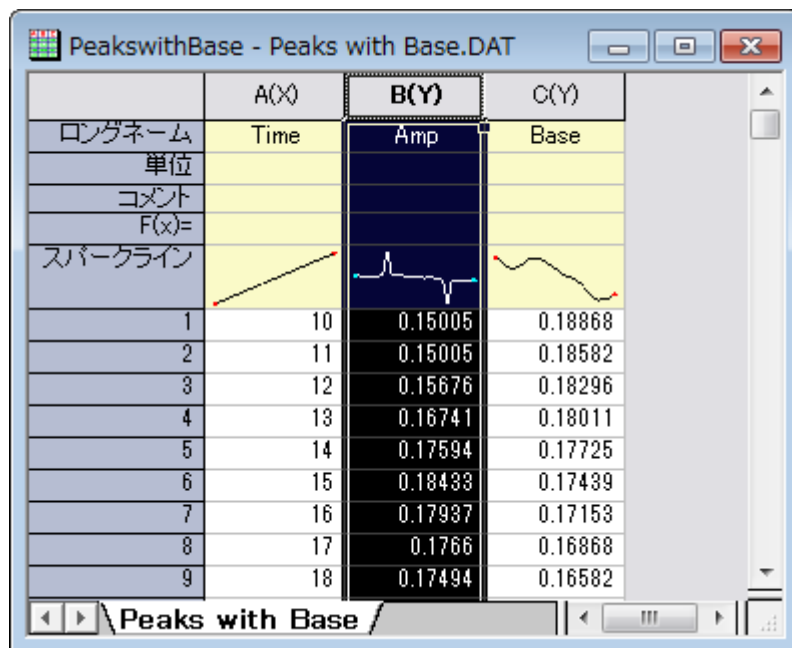 PeakswithBase - Peaks with Base.DAT
A(X) B(Y) C(Y)
ロングネーム Time Amp Base
単位
コメント
F(x)=
スパークライン
1 10 0.15005 0.18868
2 11 0.15005 0.18582
3 12 0.15676 0.18296
4 13 0.16741 0.18011
5 14 0.17594 0.17725
6 15 0.18433 0.17439
7 16 0.17937 0.17153
8 17 0.1766 0.16868
9 18 0.17494 0.16582
Peaks with Base